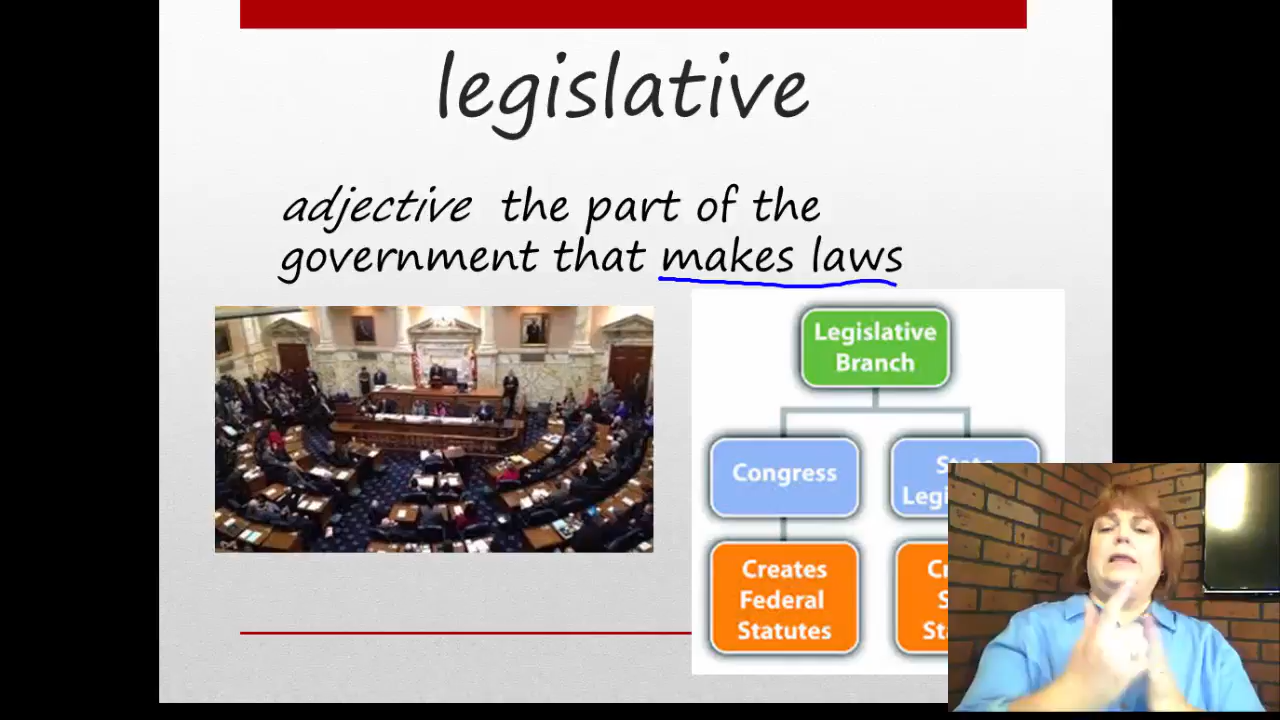 legislative
adjective the part of the
government that makes laws
Legislative
Branch
Congress
Creates
Federal
Statutes